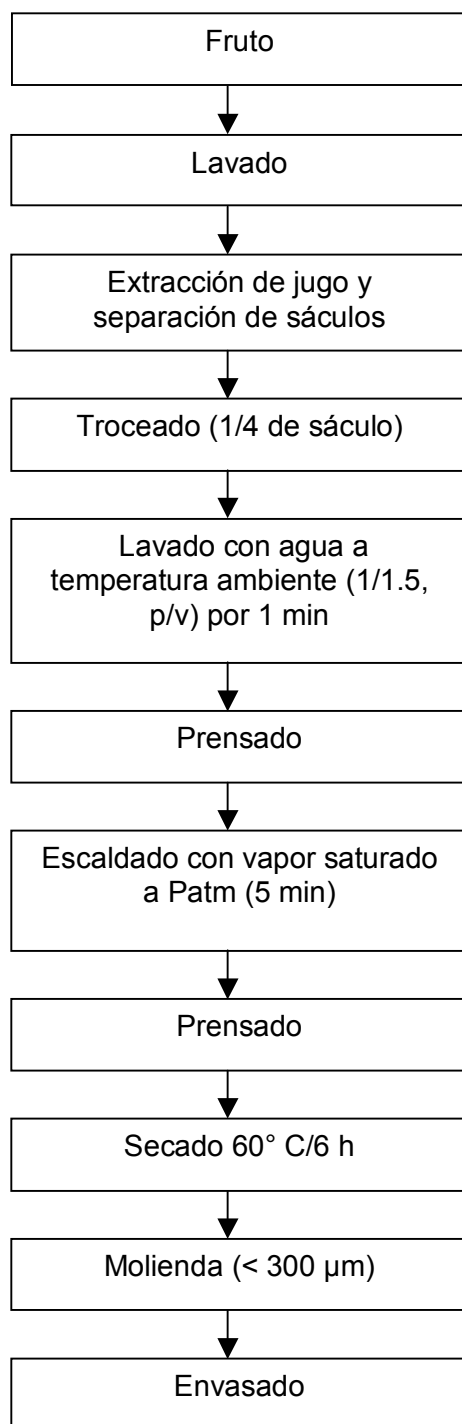 Fruto
Lavado
Extracción de jugo y
separación de sáculos
Troceado (1/4 de sáculo)
Lavado con agua a
temperatura ambiente (1/1.5,
p/v) por 1 min
Prensado
Escaldado con vapor saturado
a Patm (5 min)
Prensado
Secado 60° C/6 h
Molienda (< 300 µm)
Envasado